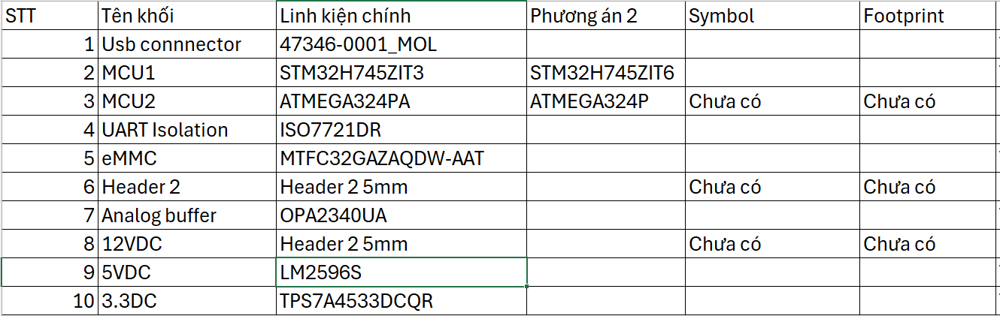 STT Tên khối Linh kiện chính Phương án 2 Symbol Footprint
1 Usb connnector 47346-0001_MOL
2 MCU1 STM32H745ZIT3 STM32H745ZIT6
3 MCU2 ATMEGA324PA ATMEGA324P Chưa có Chưa có
4 UART Isolation ISO7721DR
5 eMMC MTFC32GAZAQDW-AAT
6 Header 2 Header 2 5mm Chưa có Chưa có
7 Analog buffer OPA2340UA
8 12VDC Header 2 5mm Chưa có Chưa có
9 5VDC LM2596S
10 3.3DC TPS7A4533DCQR